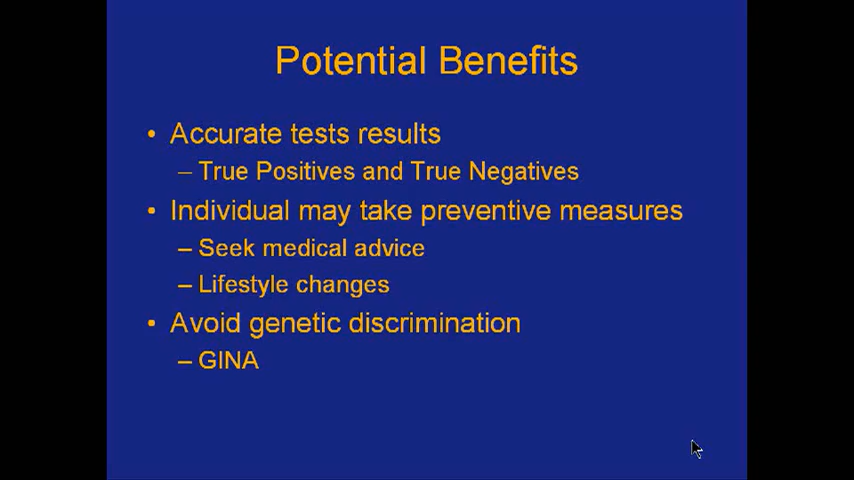 Potential Benefits
• Accurate tests results
– True Positives and True Negatives
• Individual may take preventive measures
– Seek medical advice
– Lifestyle changes
• Avoid genetic discrimination
– GINA